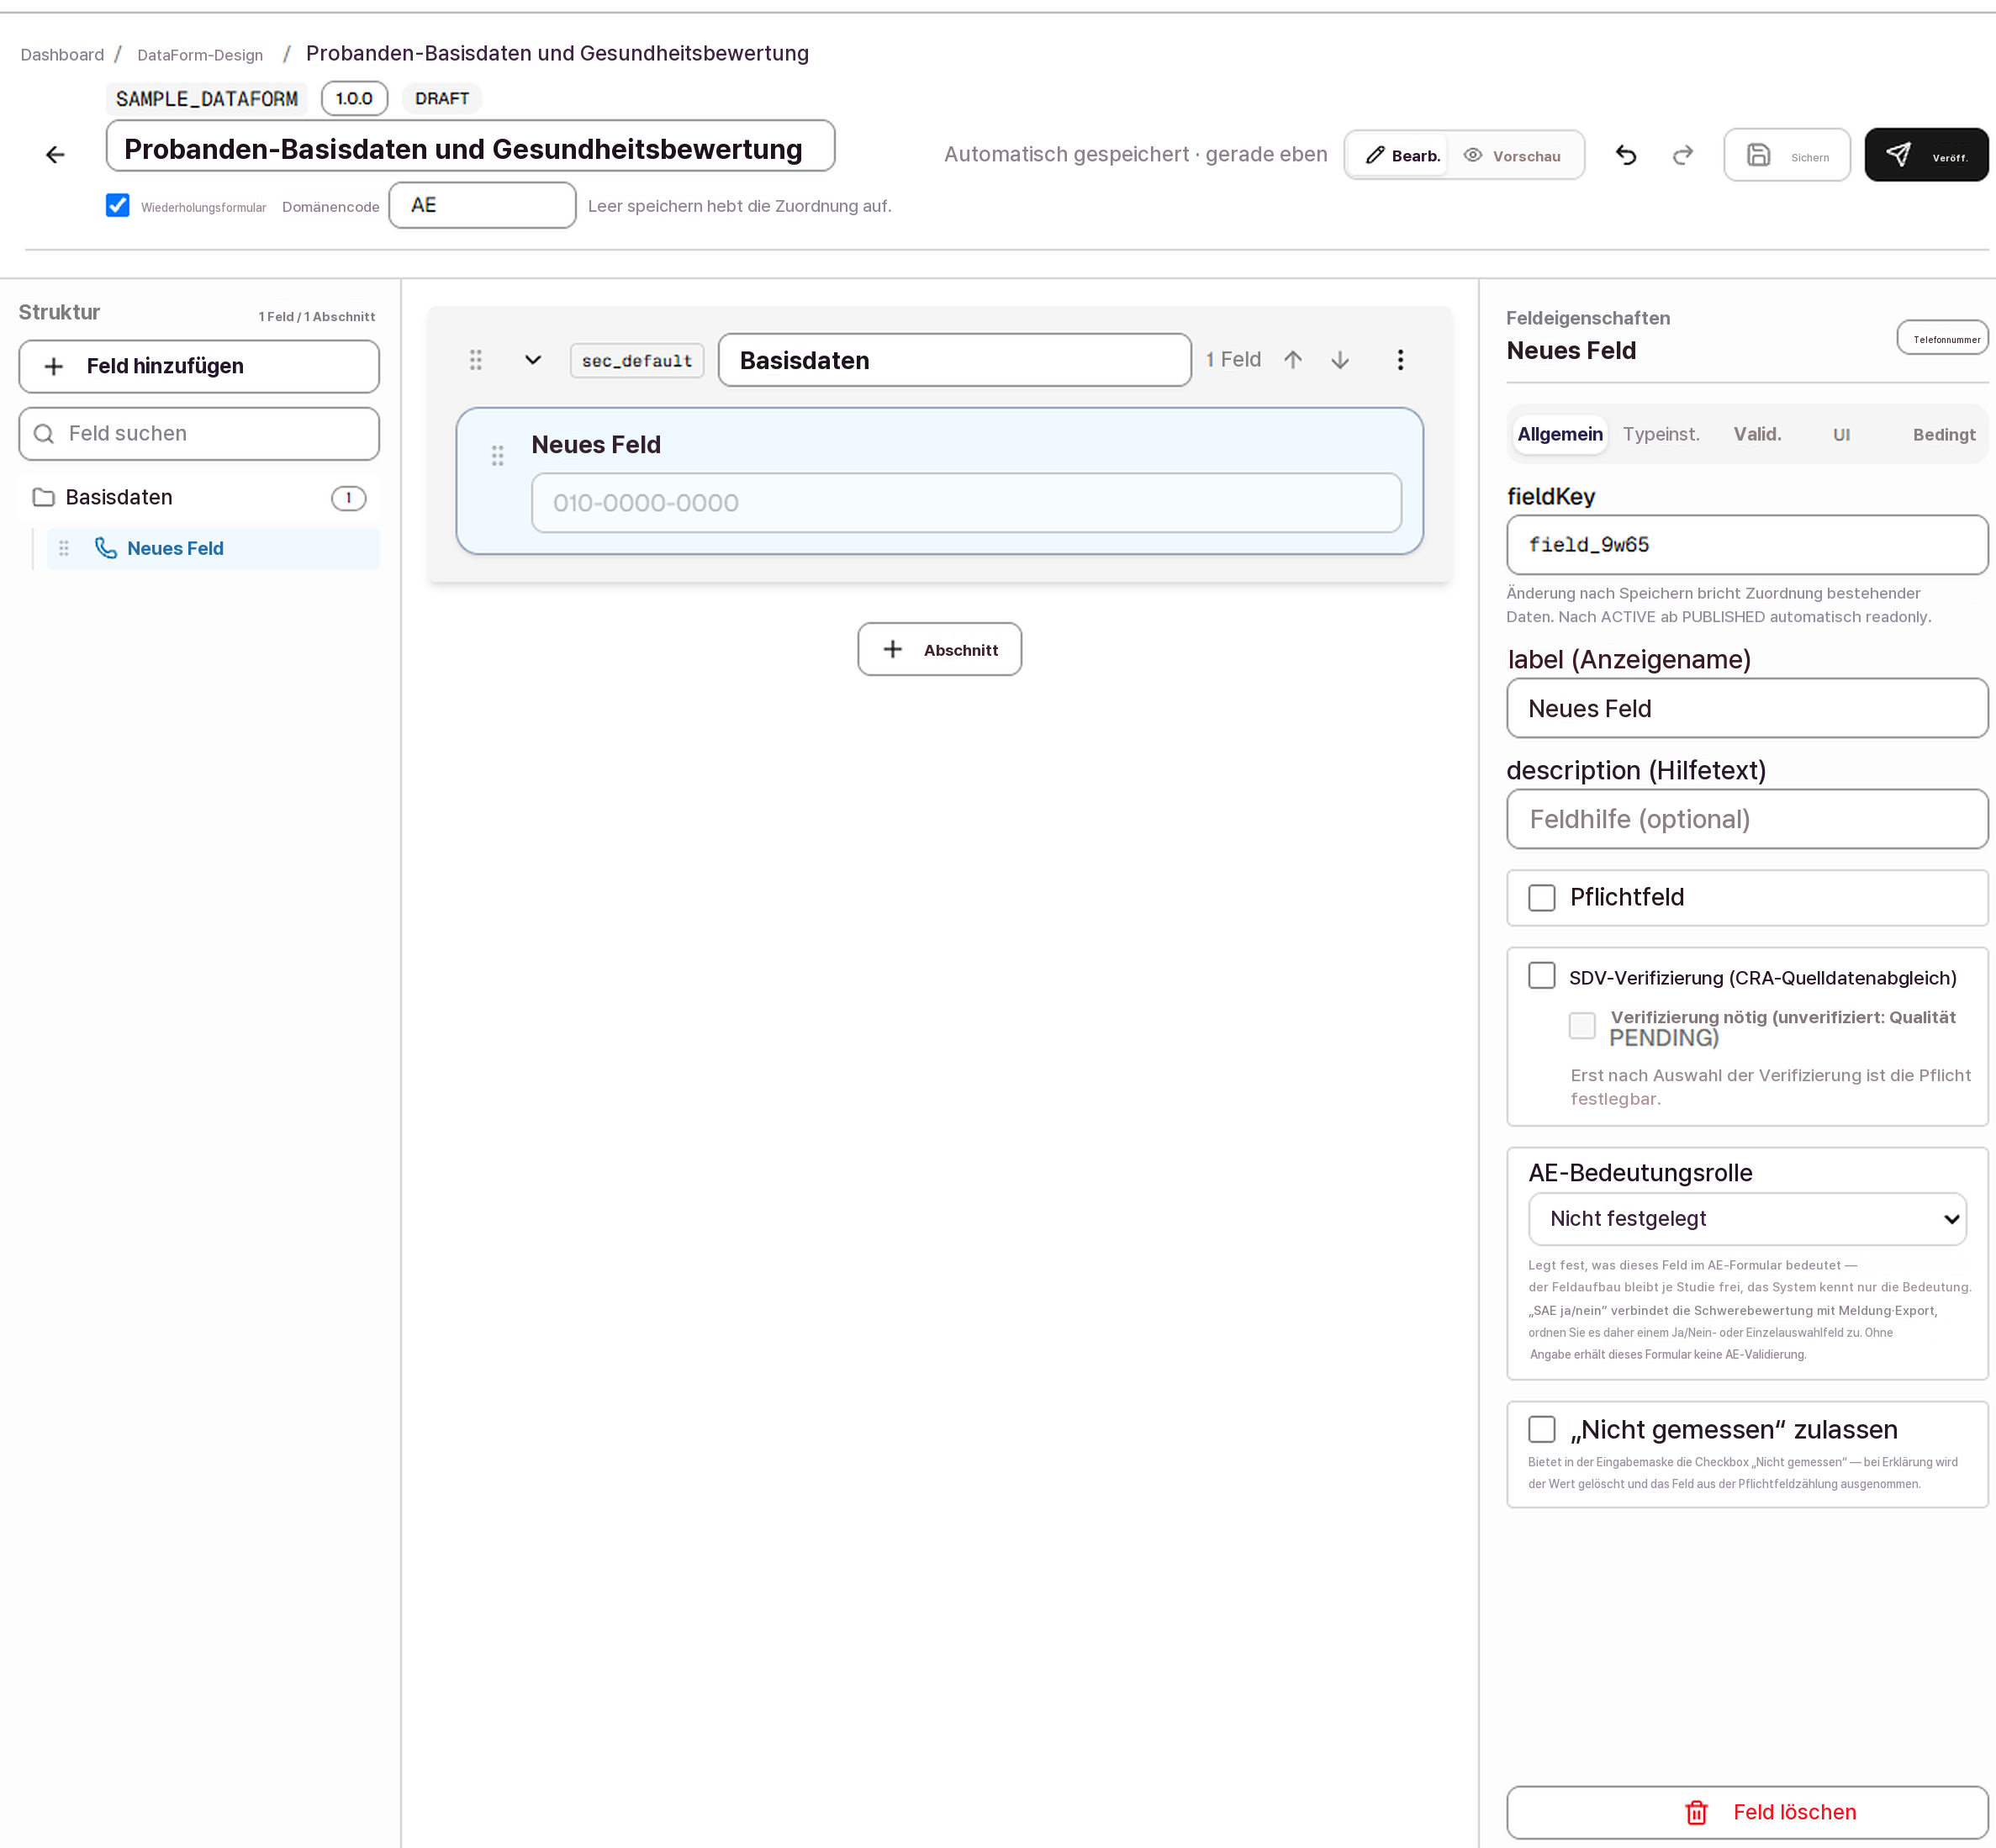 Dashboard / DataForm-Design / Probanden-Basisdaten und Gesundheitsbewertung
SAMPLE_DATAFORM 1.0.0 DRAFT
Probanden-Basisdaten und Gesundheitsbewertung
Automatisch gespeichert · gerade eben Bearb. Vorschau Sichern Veröff.
Wiederholungsformular Domänencode AE Leer speichern hebt die Zuordnung auf.
Struktur 1 Feld / 1 Abschnitt
Feld hinzufügen
Feld suchen
Basisdaten 1
Neues Feld
sec_default Basisdaten 1 Feld
Neues Feld
010-0000-0000
Abschnitt
Feldeigenschaften
Neues Feld Telefonnummer
Allgemein Typeinst. Valid. UI Bedingt
fieldKey
field_9w65
Änderung nach Speichern bricht Zuordnung bestehender
Daten. Nach ACTIVE ab PUBLISHED automatisch readonly.
label (Anzeigename)
Neues Feld
description (Hilfetext)
Feldhilfe (optional)
Pflichtfeld
SDV-Verifizierung (CRA-Quelldatenabgleich)
Verifizierung nötig (unverifiziert: Qualität
PENDING)
Erst nach Auswahl der Verifizierung ist die Pflicht
festlegbar.
AE-Bedeutungsrolle
Nicht festgelegt
Legt fest, was dieses Feld im AE-Formular bedeutet —
der Feldaufbau bleibt je Studie frei, das System kennt nur die Bedeutung.
„SAE ja/nein“ verbindet die Schwerebewertung mit Meldung·Export,
ordnen Sie es daher einem Ja/Nein- oder Einzelauswahlfeld zu. Ohne
Angabe erhält dieses Formular keine AE-Validierung.
„Nicht gemessen“ zulassen
Bietet in der Eingabemaske die Checkbox „Nicht gemessen“ — bei Erklärung wird
der Wert gelöscht und das Feld aus der Pflichtfeldzählung ausgenommen.
Feld löschen